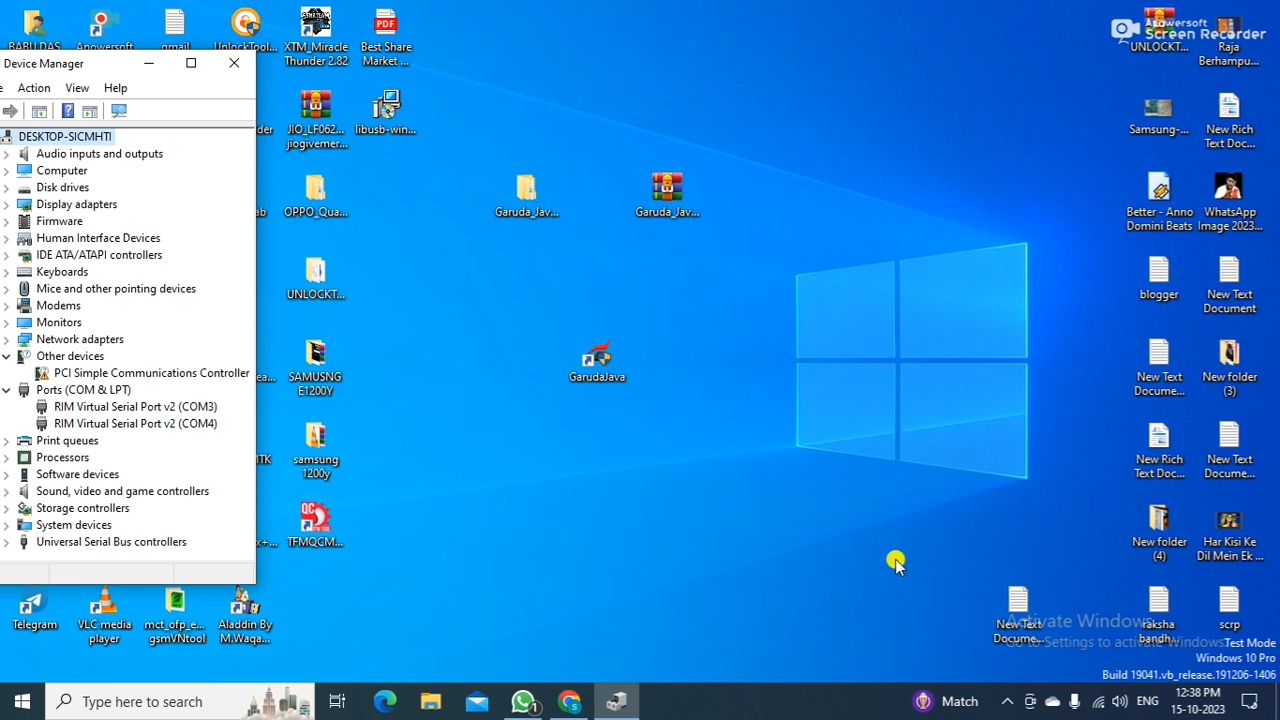 BABU DAS
Apowersoft
gmail
UnlockTool...
XTM_Miracle
Thunder 2.82
Best Share
Market ...
Apowersoft
Screen Recorder
UNLOCKT...
Raja
Berhampu...
Device Manager
Action
View
Help
DESKTOP-SICMHTI
Audio inputs and outputs
Computer
Disk drives
Display adapters
Firmware
Human Interface Devices
IDE ATA/ATAPI controllers
Keyboards
Mice and other pointing devices
Modems
Monitors
Network adapters
Other devices
PCI Simple Communications Controller
Ports (COM & LPT)
RIM Virtual Serial Port v2 (COM3)
RIM Virtual Serial Port v2 (COM4)
Print queues
Processors
Software devices
Sound, video and game controllers
Storage controllers
System devices
Universal Serial Bus controllers
JIO_LF062...
jiogivemer...
libusb-win...
OPPO_Qua...
Garuda_Jav...
Garuda_Jav...
UNLOCKT...
SAMUSNG
E1200Y
GarudaJava
samsung
1200y
TFMQCM...
Samsung-...
New Rich
Text Doc...
Better - Anno
Domini Beats
WhatsApp
Image 2023...
blogger
New Text
Document
New Text
Docume...
New folder
(3)
New Rich
Text Doc...
New Text
Docume...
New folder
(4)
Har Kisi Ke
Dil Mein Ek ...
New Text
Docume...
raksha
bandh...
scrp
Telegram
VLC media
player
mct_ofp_e...
gsmVNtool
Aladdin By
M.Waqa...
Activate Windows
Go to Settings to activate Windows.
Test Mode
Windows 10 Pro
Build 19041.vb_release.191206-1406
Type here to search
1
Match
ENG
12:38 PM
15-10-2023